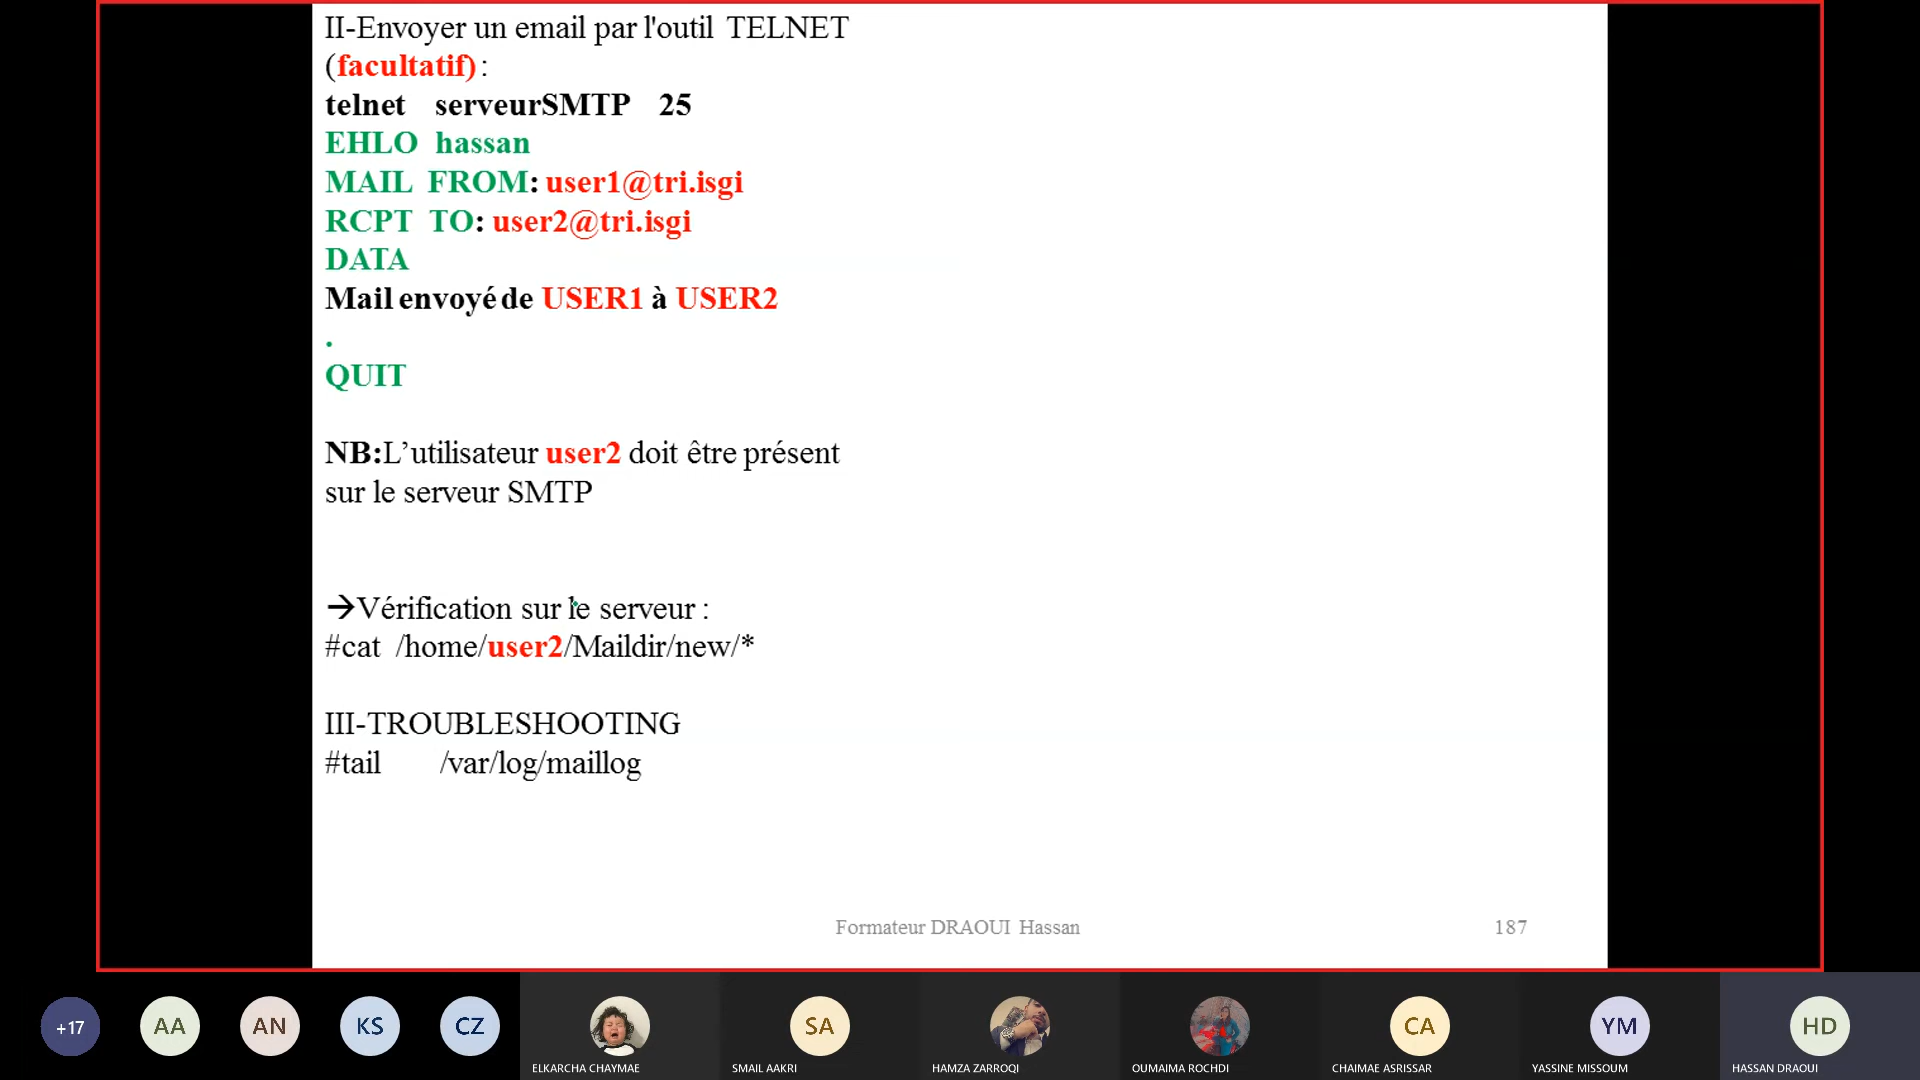 II-Envoyer un email par l'outil TELNET
(facultatif) :
telnet serveurSMTP 25
EHLO hassan
MAIL FROM: user1@tri.isgi
RCPT TO: user2@tri.isgi
DATA
Mail envoyé de USER1 à USER2
.
QUIT
NB:L’utilisateur user2 doit être présent
sur le serveur SMTP
→Vérification sur le serveur :
#cat /home/user2/Maildir/new/*
III-TROUBLESHOOTING
#tail /var/log/maillog
Formateur DRAOUI Hassan 187
+17 AA AN KS CZ SA CA YM HD
ELKARCHA CHAYMAE SMAIL AAKRI HAMZA ZARROQI OUMAIMA ROCHDI CHAIMAE ASRISSAR YASSINE MISSOUM HASSAN DRAOUI